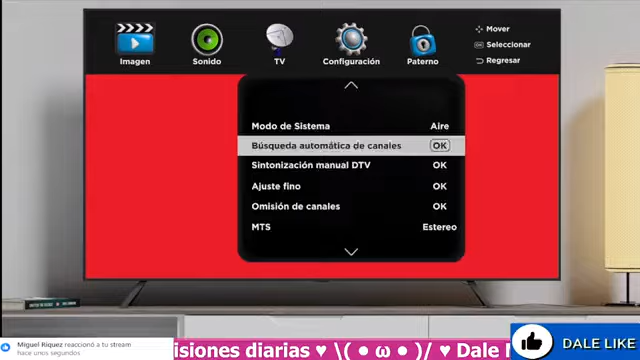 Imagen
Sonido
TV
Configuración
Paterno
Mover
OK Seleccionar
Regresar
Modo de Sistema Aire
Búsqueda automática de canales OK
Sintonización manual DTV OK
Ajuste fino OK
Omisión de canales OK
MTS Estereo
Miguel Riquez reaccionó a tu stream
hace unos segundos
isiones diarias ♥ \(•ω•)/ ♥ Dale
DALE LIKE